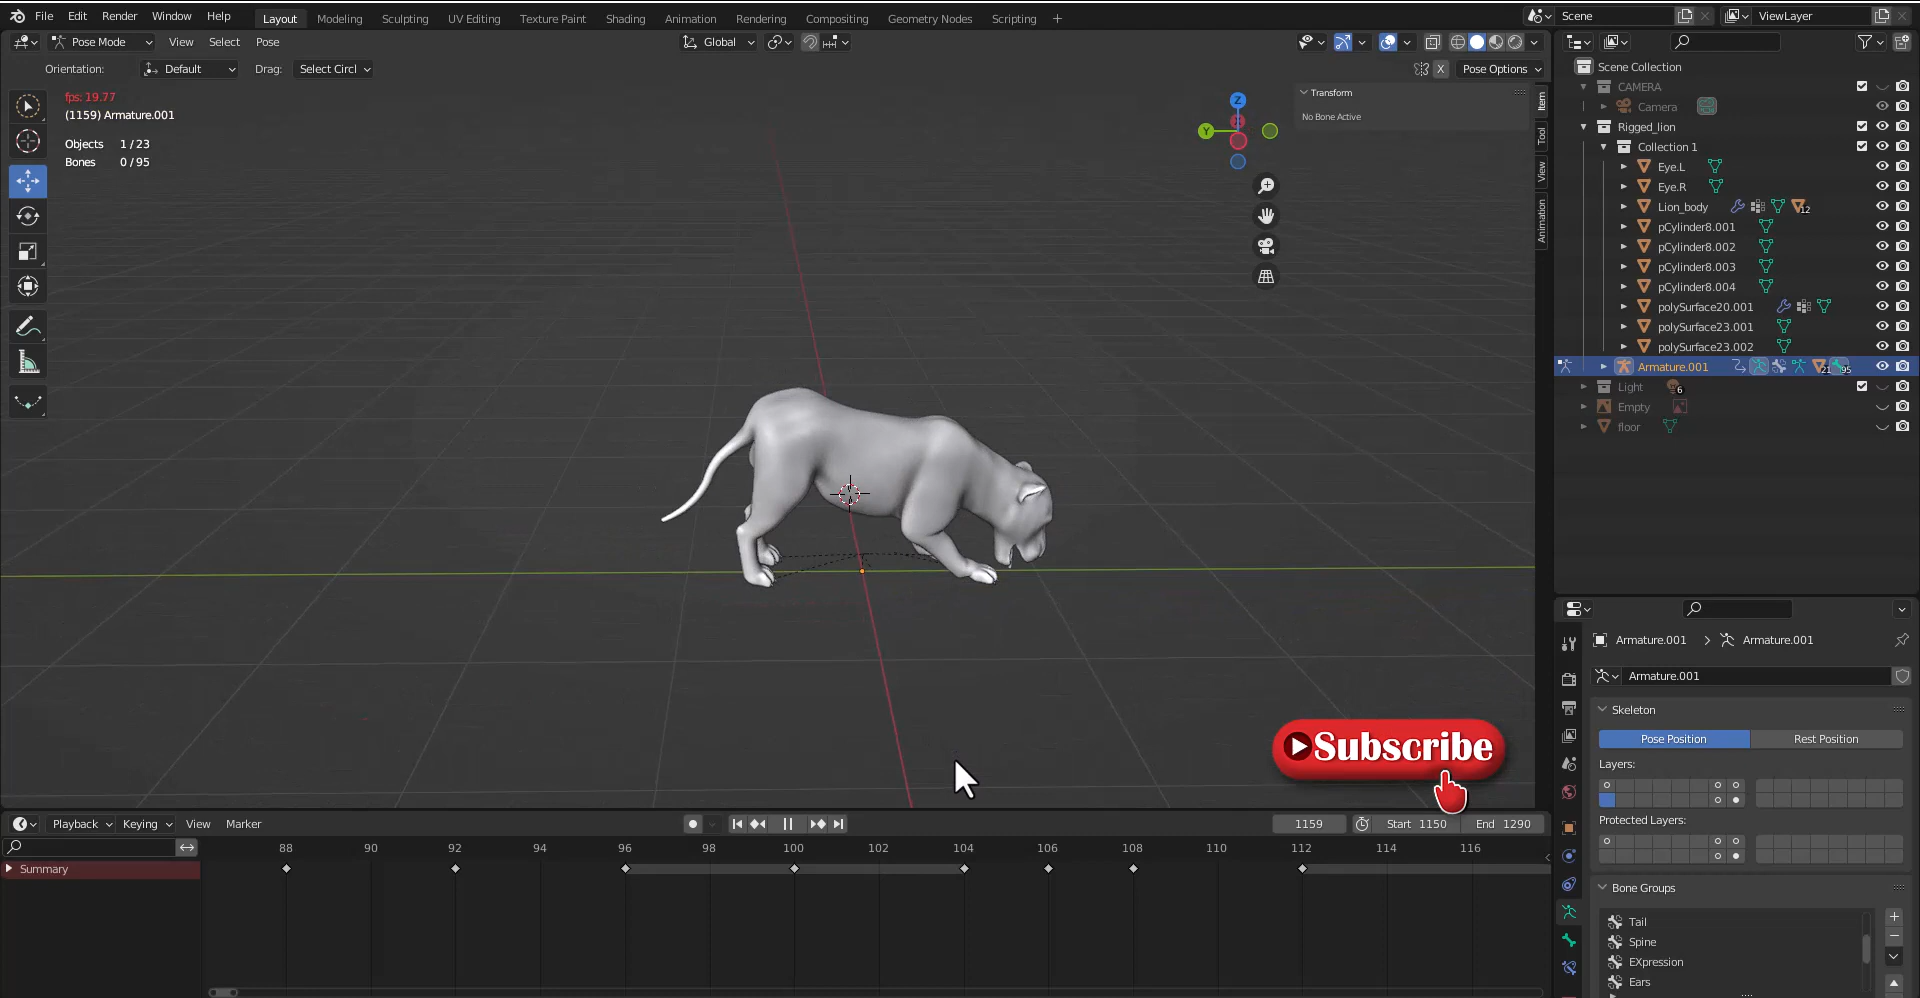 File Edit Render Window Help Layout Modeling Sculpting UV Editing Texture Paint Shading Animation Rendering Compositing Geometry Nodes Scripting + Scene ViewLayer
Pose Mode View Select Pose Global
Orientation: Default Drag: Select Circl X Pose Options
fps: 19.77
(1159) Armature.001
Objects 1 / 23
Bones 0 / 95
Z
Y
Transform
No Bone Active
Item
Tool
View
Animation
Scene Collection
CAMERA
Camera
Rigged_lion
Collection 1
Eye.L
Eye.R
Lion_body 12
pCylinder8.001
pCylinder8.002
pCylinder8.003
pCylinder8.004
polySurface20.001
polySurface23.001
polySurface23.002
Armature.001 21 95
Light 6
Empty
floor
Armature.001 > Armature.001
Armature.001
Skeleton
Pose Position Rest Position
Layers:
Protected Layers:
Bone Groups
Tail
Spine
EXpression
Ears
Subscribe
Playback Keying View Marker 1159 Start 1150 End 1290
88 90 92 94 96 98 100 102 104 106 108 110 112 114 116
Summary